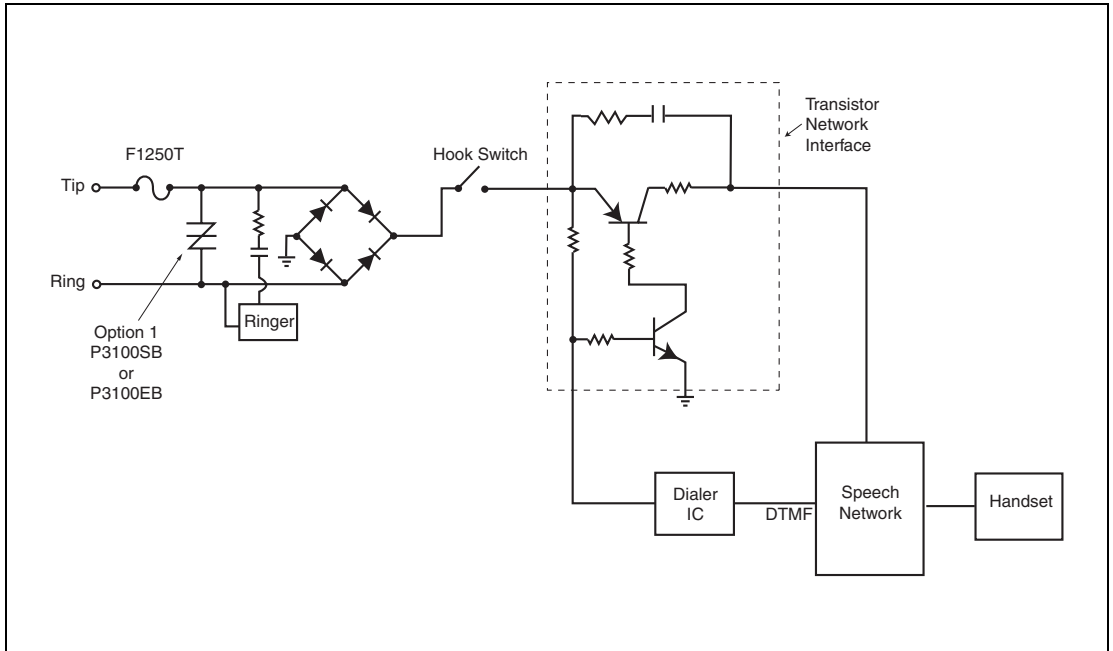 F1250T
Tip
Ring
Option 1
P3100SB
or
P3100EB
Ringer
Hook Switch
Transistor
Network
Interface
Dialer
IC
DTMF
Speech
Network
Handset